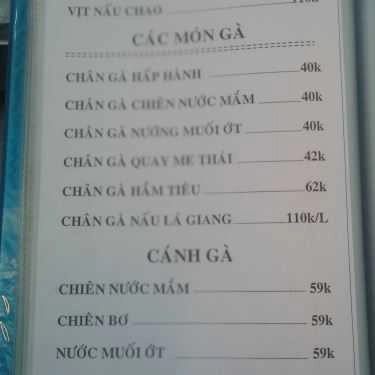 VỊT NẤU CHAO
CÁC MÓN GÀ
CHÂN GÀ HẤP HÀNH 40k
CHÂN GÀ CHIÊN NƯỚC MẮM 40k
CHÂN GÀ NƯỚNG MUỐI ỚT 40k
CHÂN GÀ QUAY ME THÁI 42k
CHÂN GÀ HẦM TIÊU 62k
CHÂN GÀ NẤU LÁ GIANG 110k/L
CÁNH GÀ
CHIÊN NƯỚC MẮM 59k
CHIÊN BƠ 59k
NƯỚC MUỐI ỚT 59k